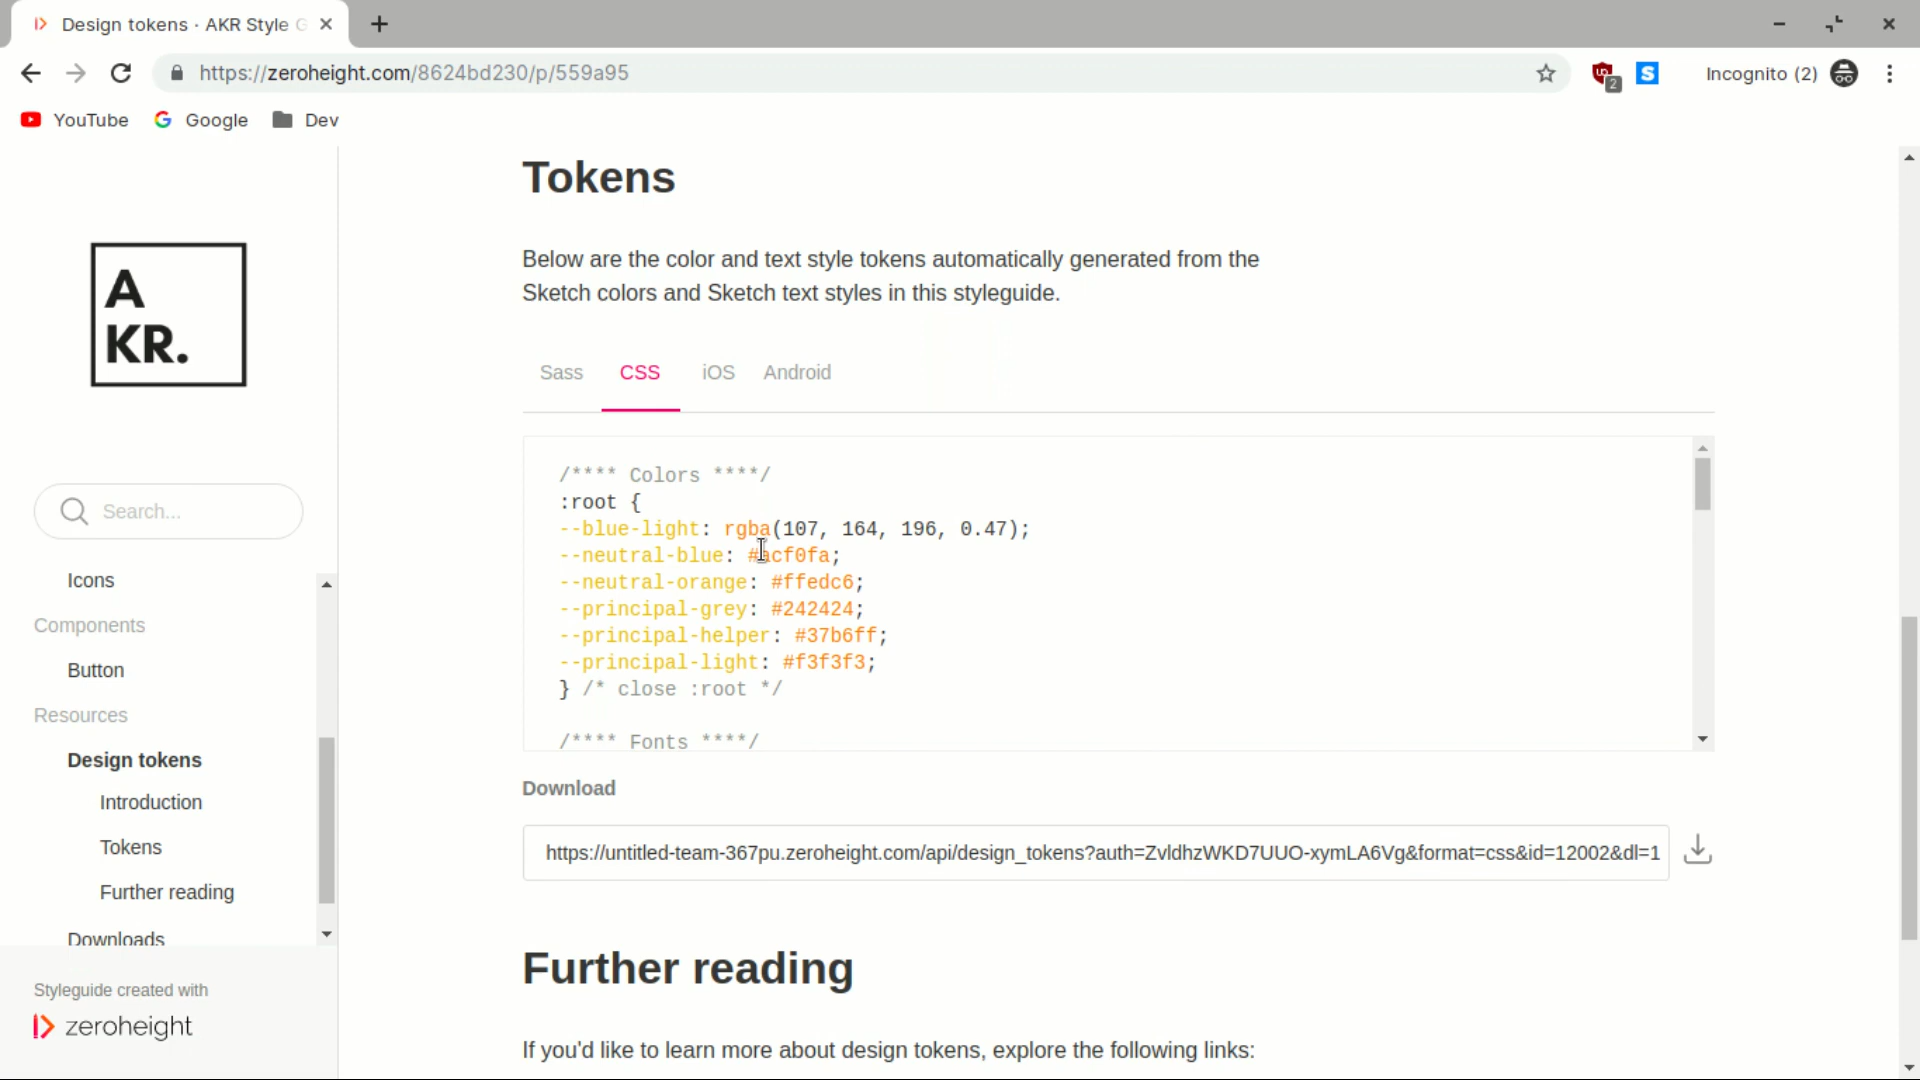 Design tokens · AKR Style G
https://zeroheight.com/8624bd230/p/559a95
2
Incognito (2)
YouTube
Google
Dev
A
KR.
Search...
Icons
Components
Button
Resources
Design tokens
Introduction
Tokens
Further reading
Downloads
Styleguide created with
zeroheight
Tokens
Below are the color and text style tokens automatically generated from the
Sketch colors and Sketch text styles in this styleguide.
Sass
CSS
iOS
Android
/**** Colors ****/
:root {
--blue-light: rgba(107, 164, 196, 0.47);
--neutral-blue: #acf0fa;
--neutral-orange: #ffedc6;
--principal-grey: #242424;
--principal-helper: #37b6ff;
--principal-light: #f3f3f3;
} /* close :root */
/**** Fonts ****/
Download
https://untitled-team-367pu.zeroheight.com/api/design_tokens?auth=ZvldhzWKD7UUO-xymLA6Vg&format=css&id=12002&dl=1
Further reading
If you'd like to learn more about design tokens, explore the following links: